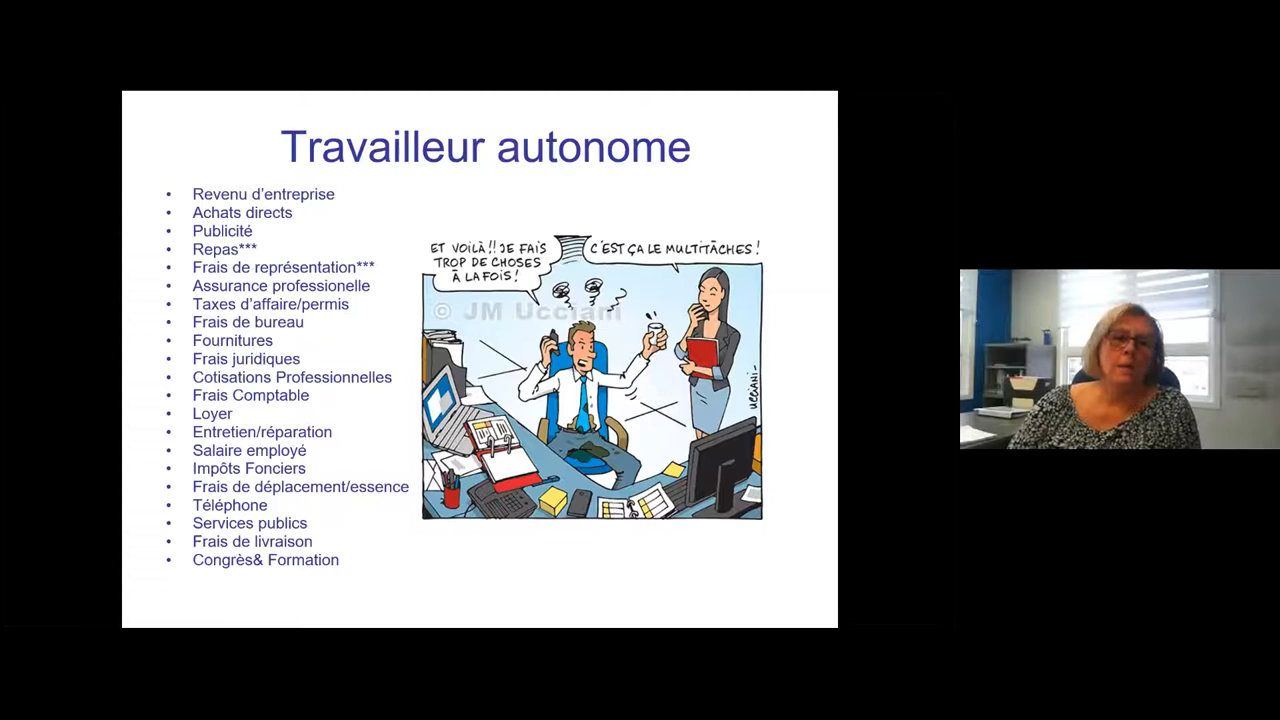 Travailleur autonome
• Revenu d'entreprise
• Achats directs
• Publicité
• Repas***
• Frais de représentation***
• Assurance professionelle
• Taxes d'affaire/permis
• Frais de bureau
• Fournitures
• Frais juridiques
• Cotisations Professionnelles
• Frais Comptable
• Loyer
• Entretien/réparation
• Salaire employé
• Impôts Fonciers
• Frais de déplacement/essence
• Téléphone
• Services publics
• Frais de livraison
• Congrès& Formation
ET VOILÀ!! JE FAIS
TROP DE CHOSES
À LA FOIS!
C'EST ÇA LE MULTITÂCHES!
© JM Ucciani
UCCIANI